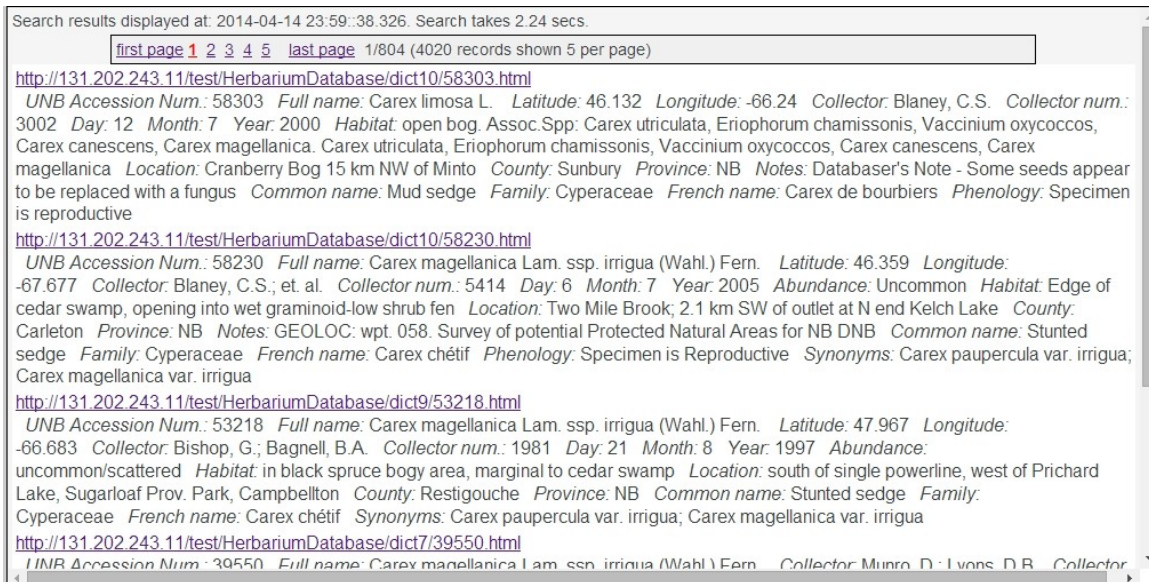 Search results displayed at: 2014-04-14 23:59::38.326. Search takes 2.24 secs.
first page 1 2 3 4 5 last page 1/804 (4020 records shown 5 per page)
http://131.202.243.11/test/HerbariumDatabase/dict10/58303.html
UNB Accession Num.: 58303 Full name: Carex limosa L. Latitude: 46.132 Longitude: -66.24 Collector: Blaney, C.S. Collector num.:
3002 Day: 12 Month: 7 Year: 2000 Habitat: open bog. Assoc.Spp: Carex utriculata, Eriophorum chamissonis, Vaccinium oxycoccos,
Carex canescens, Carex magellanica. Carex utriculata, Eriophorum chamissonis, Vaccinium oxycoccos, Carex canescens, Carex
magellanica Location: Cranberry Bog 15 km NW of Minto County: Sunbury Province: NB Notes: Databaser's Note - Some seeds appear
to be replaced with a fungus Common name: Mud sedge Family: Cyperaceae French name: Carex de bourbiers Phenology: Specimen
is reproductive
http://131.202.243.11/test/HerbariumDatabase/dict10/58230.html
UNB Accession Num.: 58230 Full name: Carex magellanica Lam. ssp. irrigua (Wahl.) Fern. Latitude: 46.359 Longitude:
-67.677 Collector: Blaney, C.S.; et. al. Collector num.: 5414 Day: 6 Month: 7 Year: 2005 Abundance: Uncommon Habitat: Edge of
cedar swamp, opening into wet graminoid-low shrub fen Location: Two Mile Brook; 2.1 km SW of outlet at N end Kelch Lake County:
Carleton Province: NB Notes: GEOLOC: wpt. 058. Survey of potential Protected Natural Areas for NB DNB Common name: Stunted
sedge Family: Cyperaceae French name: Carex chétif Phenology: Specimen is Reproductive Synonyms: Carex paupercula var. irrigua;
Carex magellanica var. irrigua
http://131.202.243.11/test/HerbariumDatabase/dict9/53218.html
UNB Accession Num.: 53218 Full name: Carex magellanica Lam. ssp. irrigua (Wahl.) Fern. Latitude: 47.967 Longitude:
-66.683 Collector: Bishop, G.; Bagnell, B.A. Collector num.: 1981 Day: 21 Month: 8 Year: 1997 Abundance:
uncommon/scattered Habitat: in black spruce bogy area, marginal to cedar swamp Location: south of single powerline, west of Prichard
Lake, Sugarloaf Prov. Park, Campbellton County: Restigouche Province: NB Common name: Stunted sedge Family:
Cyperaceae French name: Carex chétif Synonyms: Carex paupercula var. irrigua; Carex magellanica var. irrigua
http://131.202.243.11/test/HerbariumDatabase/dict7/39550.html
UNB Accession Num.: 39550 Full name: Carex magellanica Lam. ssp. irrigua (Wahl.) Fern. Collector: Munro, D.; Lyons, D.B. Collector